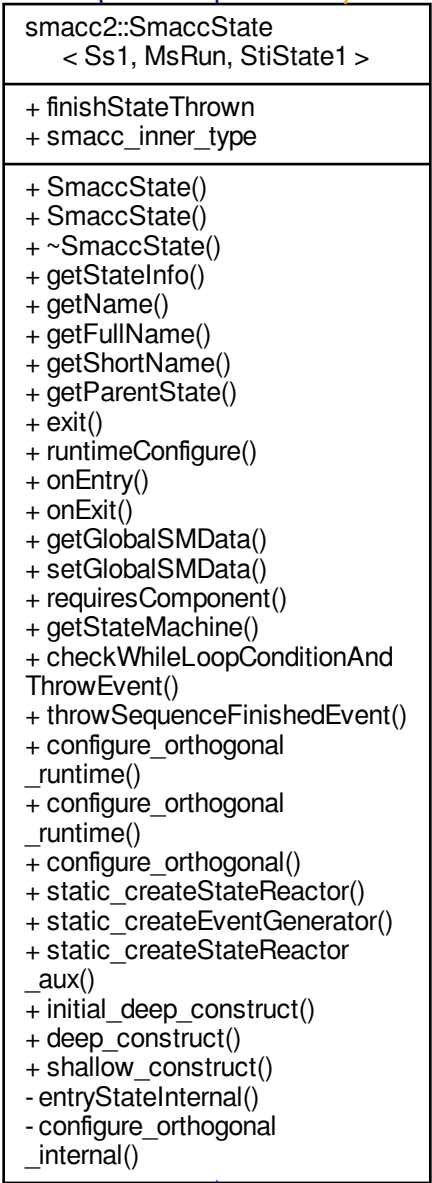 smacc2::SmaccState
< Ss1, MsRun, StiState1 >
+ finishStateThrown
+ smacc_inner_type
+ SmaccState()
+ SmaccState()
+ ~SmaccState()
+ getStateInfo()
+ getName()
+ getFullName()
+ getShortName()
+ getParentState()
+ exit()
+ runtimeConfigure()
+ onEntry()
+ onExit()
+ getGlobalSMData()
+ setGlobalSMData()
+ requiresComponent()
+ getStateMachine()
+ checkWhileLoopConditionAnd
ThrowEvent()
+ throwSequenceFinishedEvent()
+ configure_orthogonal
_runtime()
+ configure_orthogonal
_runtime()
+ configure_orthogonal()
+ static_createStateReactor()
+ static_createEventGenerator()
+ static_createStateReactor
_aux()
+ initial_deep_construct()
+ deep_construct()
+ shallow_construct()
- entryStateInternal()
- configure_orthogonal
_internal()